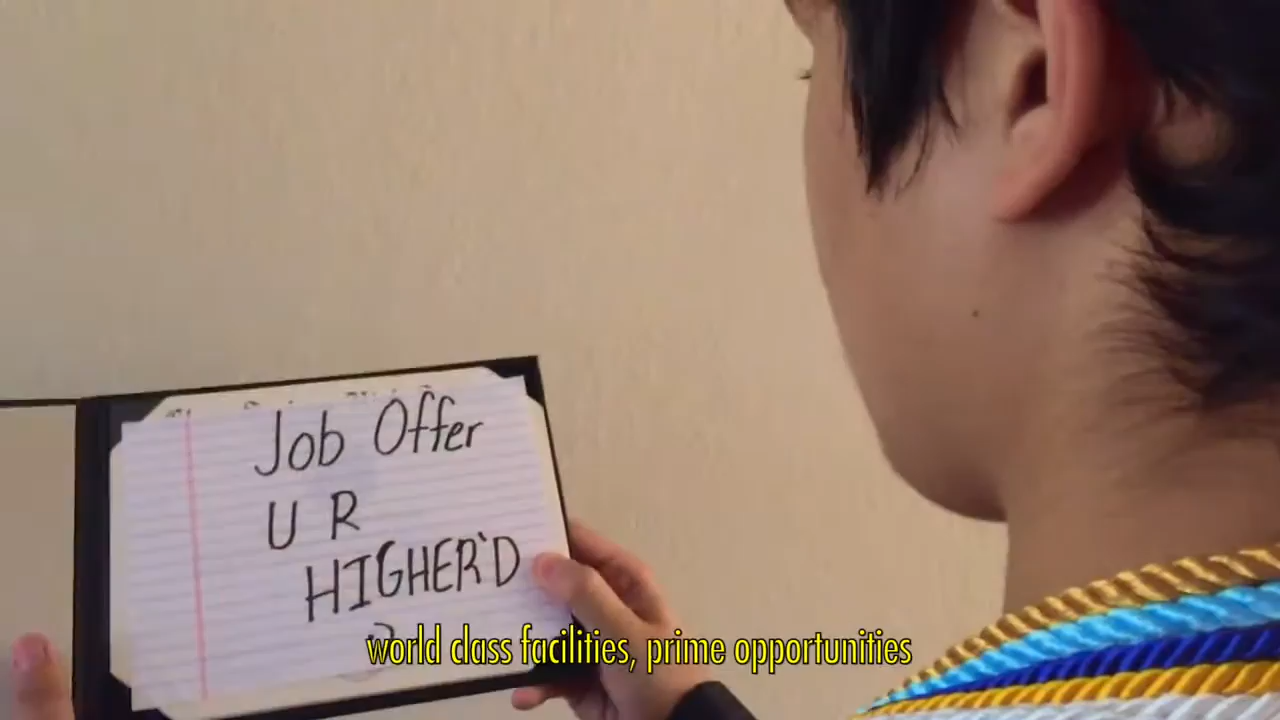 Job Offer
U R
HIGHER'D
world class facilities, prime opportunities